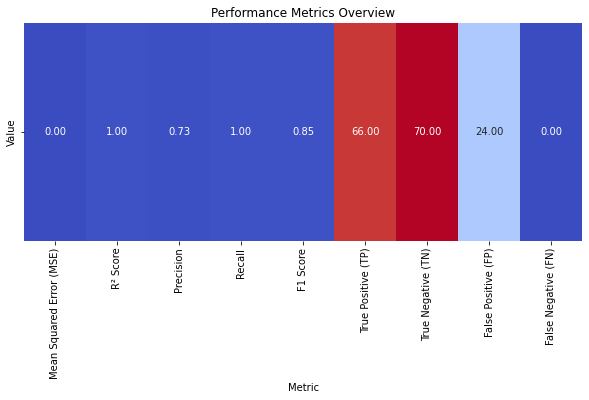 Performance Metrics Overview
Value
0.00 1.00 0.73 1.00 0.85 66.00 70.00 24.00 0.00
Mean Squared Error (MSE)
R² Score
Precision
Recall
F1 Score
True Positive (TP)
True Negative (TN)
False Positive (FP)
False Negative (FN)
Metric